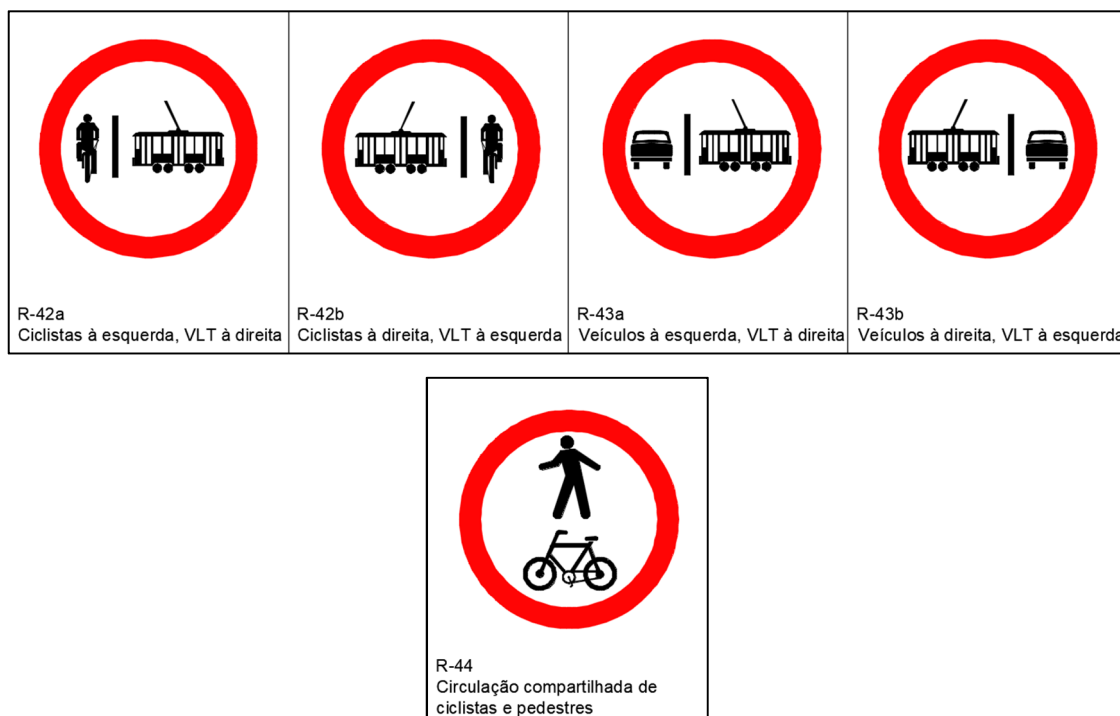 R-42a
Ciclistas à esquerda, VLT à direita
R-42b
Ciclistas à direita, VLT à esquerda
R-43a
Veículos à esquerda, VLT à direita
R-43b
Veículos à direita, VLT à esquerda
R-44
Circulação compartilhada de
ciclistas e pedestres